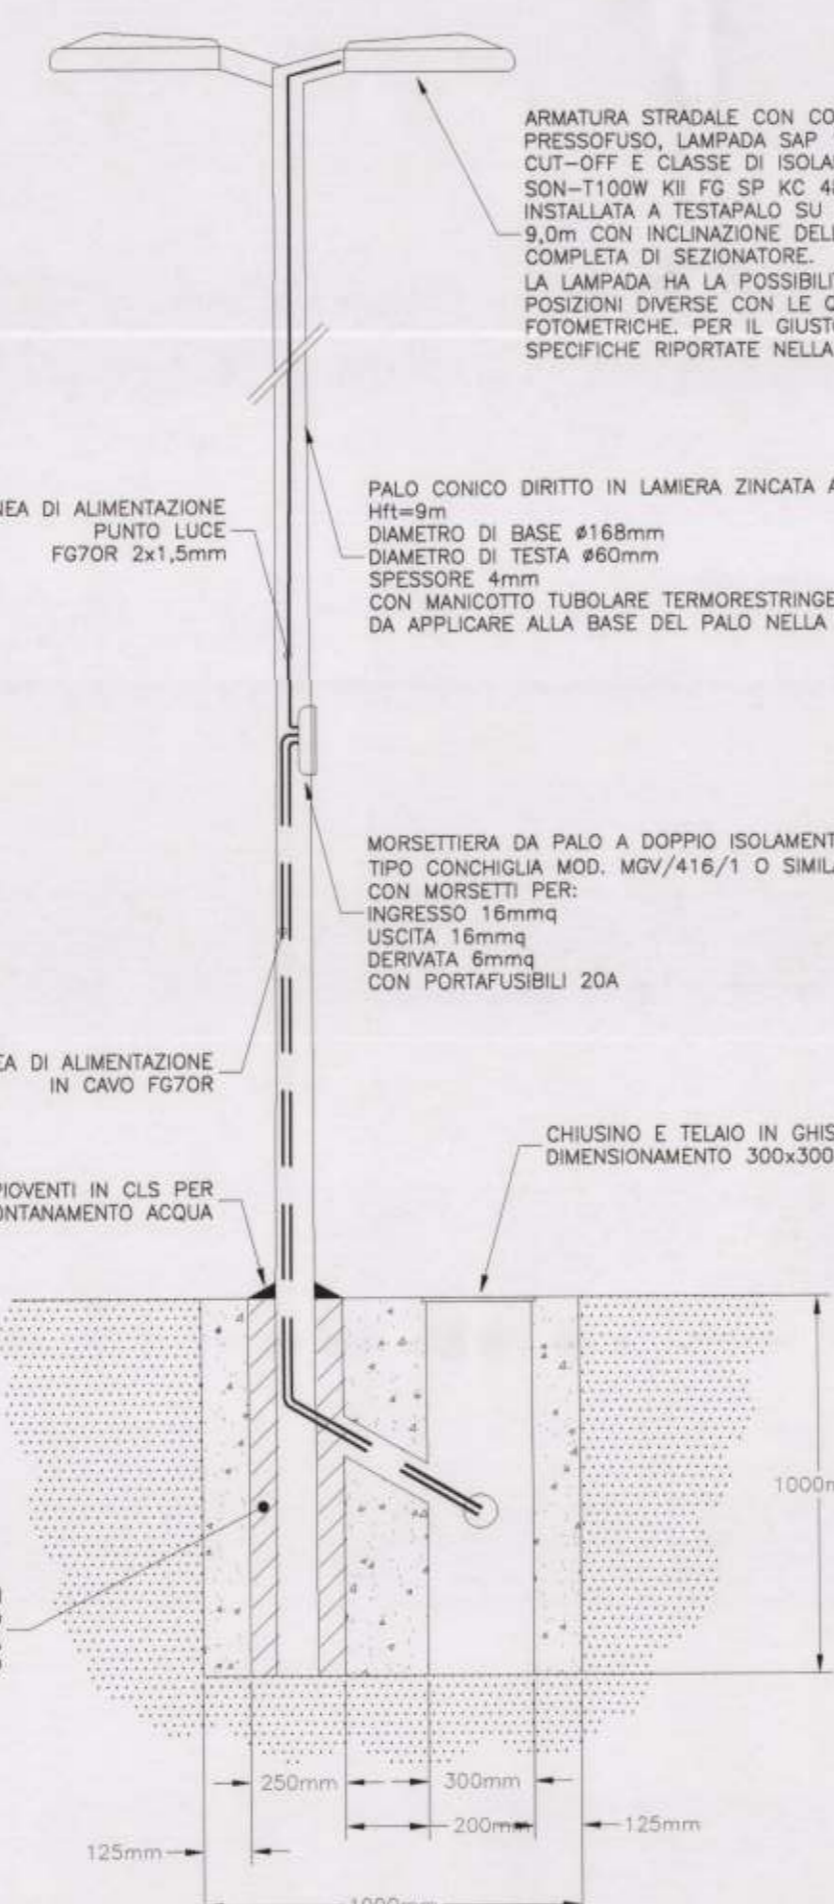 ARMATURA STRADALE CON CO
PRESSOFUSO, LAMPADA SAP
CUT-OFF E CLASSE DI ISOLA
SON-T100W KII FG SP KC 4
INSTALLATA A TESTAPALO SU
9,0m CON INCLINAZIONE DELL
COMPLETA DI SEZIONATORE.
LA LAMPADA HA LA POSSIBILI
POSIZIONI DIVERSE CON LE
FOTOMETRICHE. PER IL GIUSTO
SPECIFICHE RIPORTATE NELLA
NEA DI ALIMENTAZIONE
PUNTO LUCE
FG7OR 2x1,5mm
PALO CONICO DIRITTO IN LAMIERA ZINCATA A
Hft=9m
DIAMETRO DI BASE ø168mm
DIAMETRO DI TESTA ø60mm
SPESSORE 4mm
CON MANICOTTO TUBOLARE TERMORESTRINGE
DA APPLICARE ALLA BASE DEL PALO NELLA
MORSETTIERA DA PALO A DOPPIO ISOLAMENT
TIPO CONCHIGLIA MOD. MGV/416/1 O SIMILA
CON MORSETTI PER:
INGRESSO 16mmq
USCITA 16mmq
DERIVATA 6mmq
CON PORTAFUSIBILI 20A
EA DI ALIMENTAZIONE
IN CAVO FG7OR
CHIUSINO E TELAIO IN GHIS
DIMENSIONAMENTO 300x300
PIOVENTI IN CLS PER
ONTANAMENTO ACQUA
1000m
250mm
300mm
200mm
125mm
125mm
1000mm